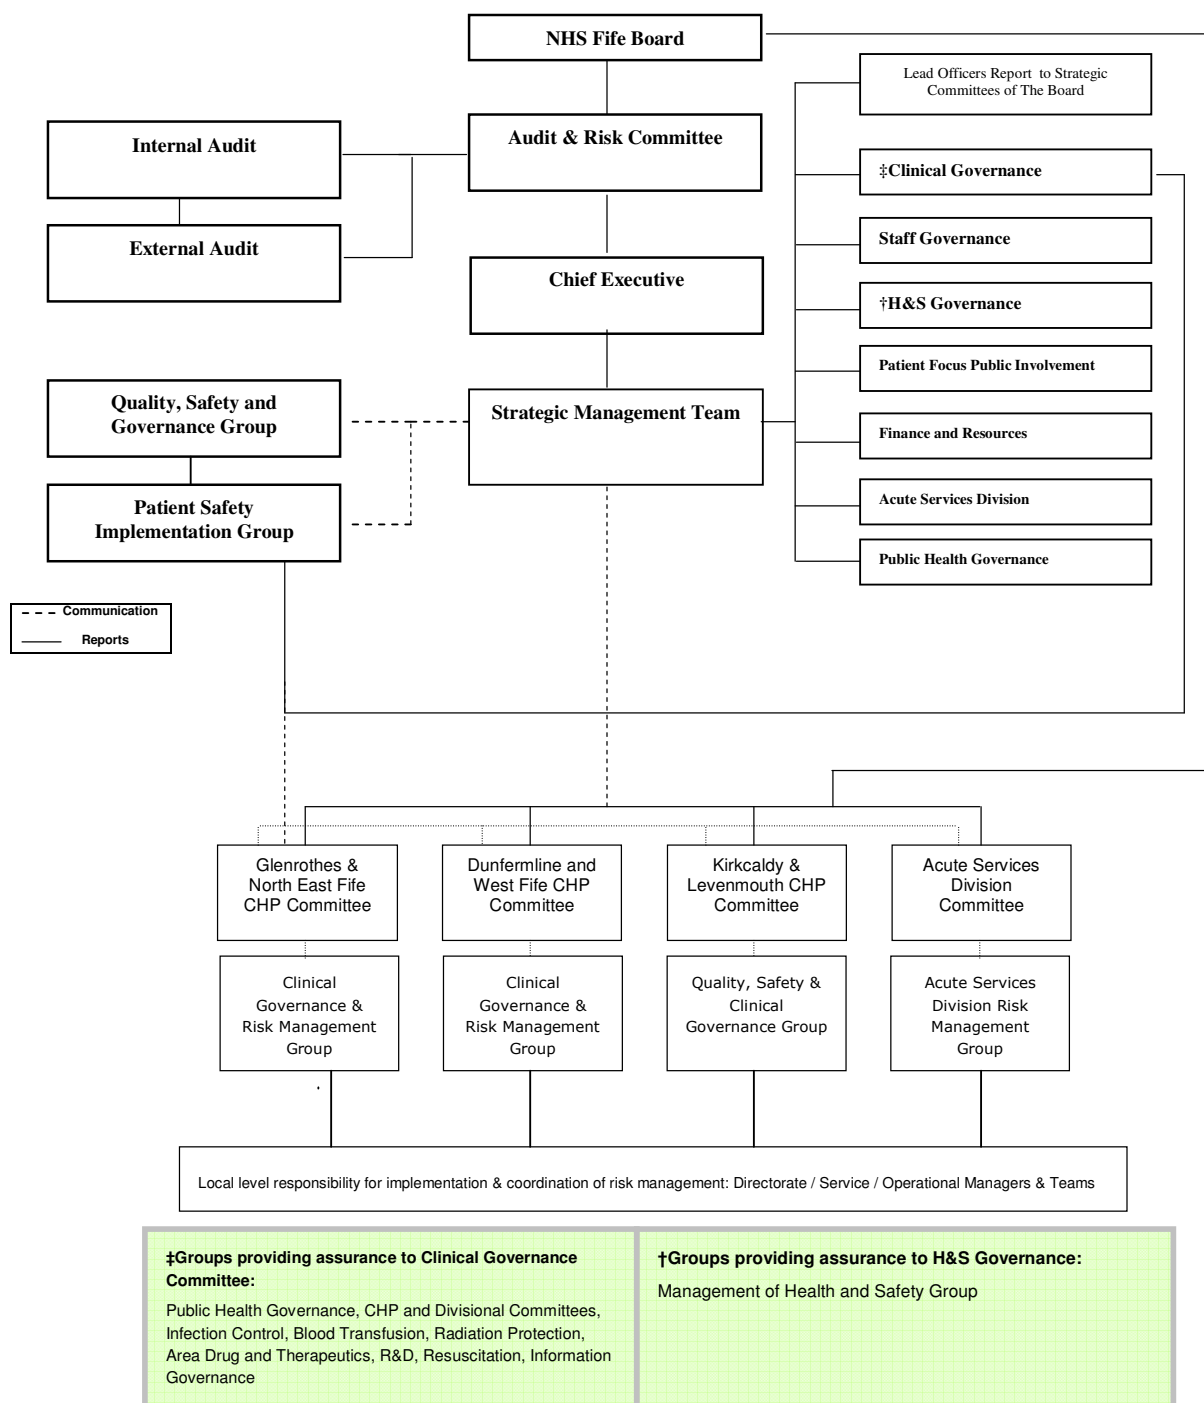 NHS Fife Board
Lead Officers Report to Strategic
Committees of The Board
Internal Audit
Audit & Risk Committee
‡Clinical Governance
External Audit
Staff Governance
Chief Executive
†H&S Governance
Patient Focus Public Involvement
Quality, Safety and
Governance Group
Strategic Management Team
Finance and Resources
Patient Safety
Implementation Group
Acute Services Division
Public Health Governance
Communication
Reports
Glenrothes &
North East Fife
CHP Committee
Dunfermline and
West Fife CHP
Committee
Kirkcaldy &
Levenmouth CHP
Committee
Acute Services
Division
Committee
Clinical
Governance &
Risk Management
Group
Clinical
Governance &
Risk Management
Group
Quality, Safety &
Clinical
Governance Group
Acute Services
Division Risk
Management
Group
Local level responsibility for implementation & coordination of risk management: Directorate / Service / Operational Managers & Teams
‡Groups providing assurance to Clinical Governance
Committee:
Public Health Governance, CHP and Divisional Committees,
Infection Control, Blood Transfusion, Radiation Protection,
Area Drug and Therapeutics, R&D, Resuscitation, Information
Governance
†Groups providing assurance to H&S Governance:
Management of Health and Safety Group